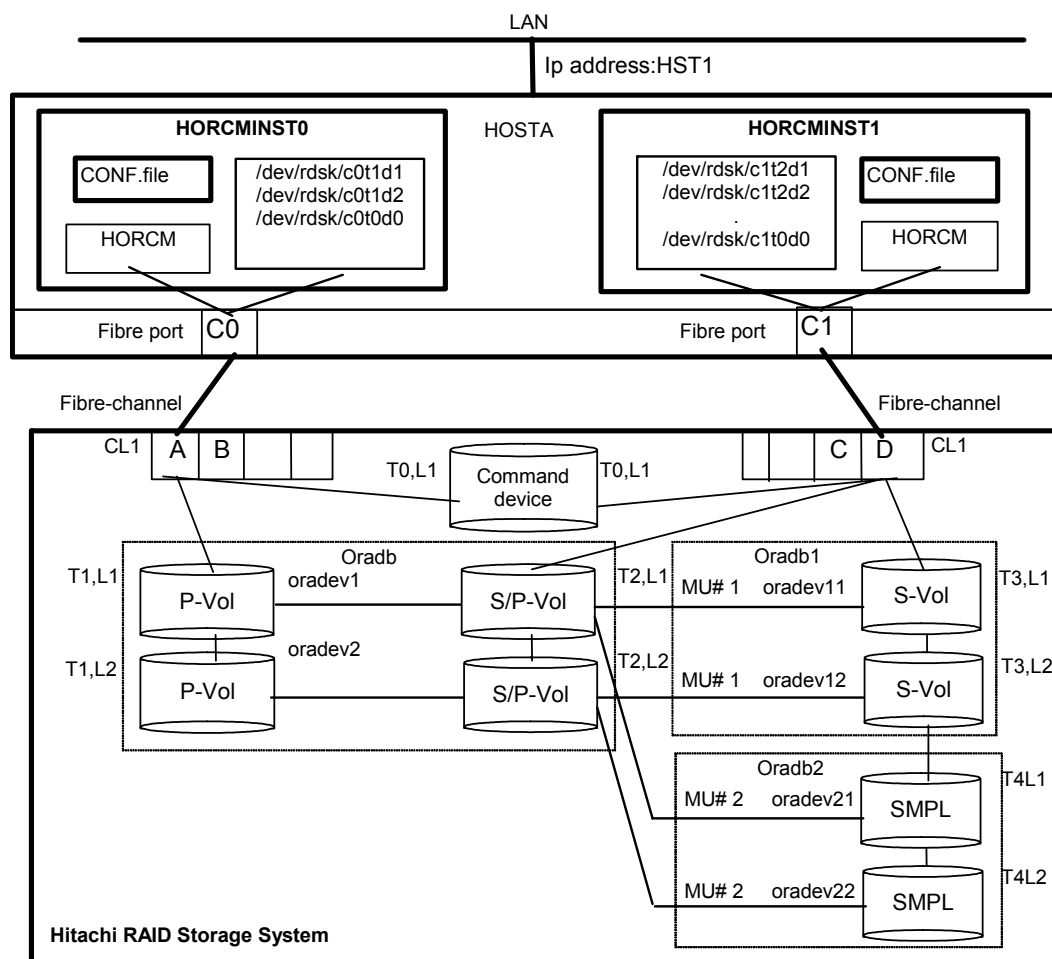 LAN
Ip address:HST1
HORCMINST0
HOSTA
HORCMINST1
CONF.file
/dev/rdsk/c0t1d1
/dev/rdsk/c0t1d2
/dev/rdsk/c0t0d0
HORCM
/dev/rdsk/c1t2d1
/dev/rdsk/c1t2d2
.
/dev/rdsk/c1t0d0
CONF.file
HORCM
Fibre port
C0
Fibre port
C1
Fibre-channel
Fibre-channel
CL1
A
B
T0,L1
Command
device
T0,L1
C
D
CL1
Oradb
T1,L1
P-Vol
oradev1
S/P-Vol
T2,L1
T1,L2
P-Vol
oradev2
S/P-Vol
T2,L2
Oradb1
MU# 1
oradev11
S-Vol
T3,L1
MU# 1
oradev12
S-Vol
T3,L2
Oradb2
MU# 2
oradev21
SMPL
T4L1
MU# 2
oradev22
SMPL
T4L2
Hitachi RAID Storage System